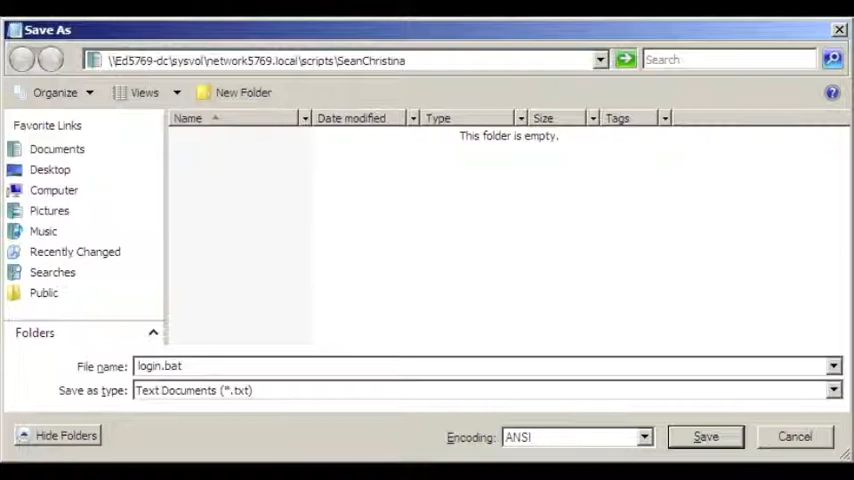 Save As
\\Ed5769-dc\sysvol\network5769.local\scripts\SeanChristina
Search
Organize
Views
New Folder
Favorite Links
Documents
Desktop
Computer
Pictures
Music
Recently Changed
Searches
Public
Folders
Name
Date modified
Type
Size
Tags
This folder is empty.
File name: login.bat
Save as type: Text Documents (*.txt)
Hide Folders
Encoding: ANSI
Save
Cancel